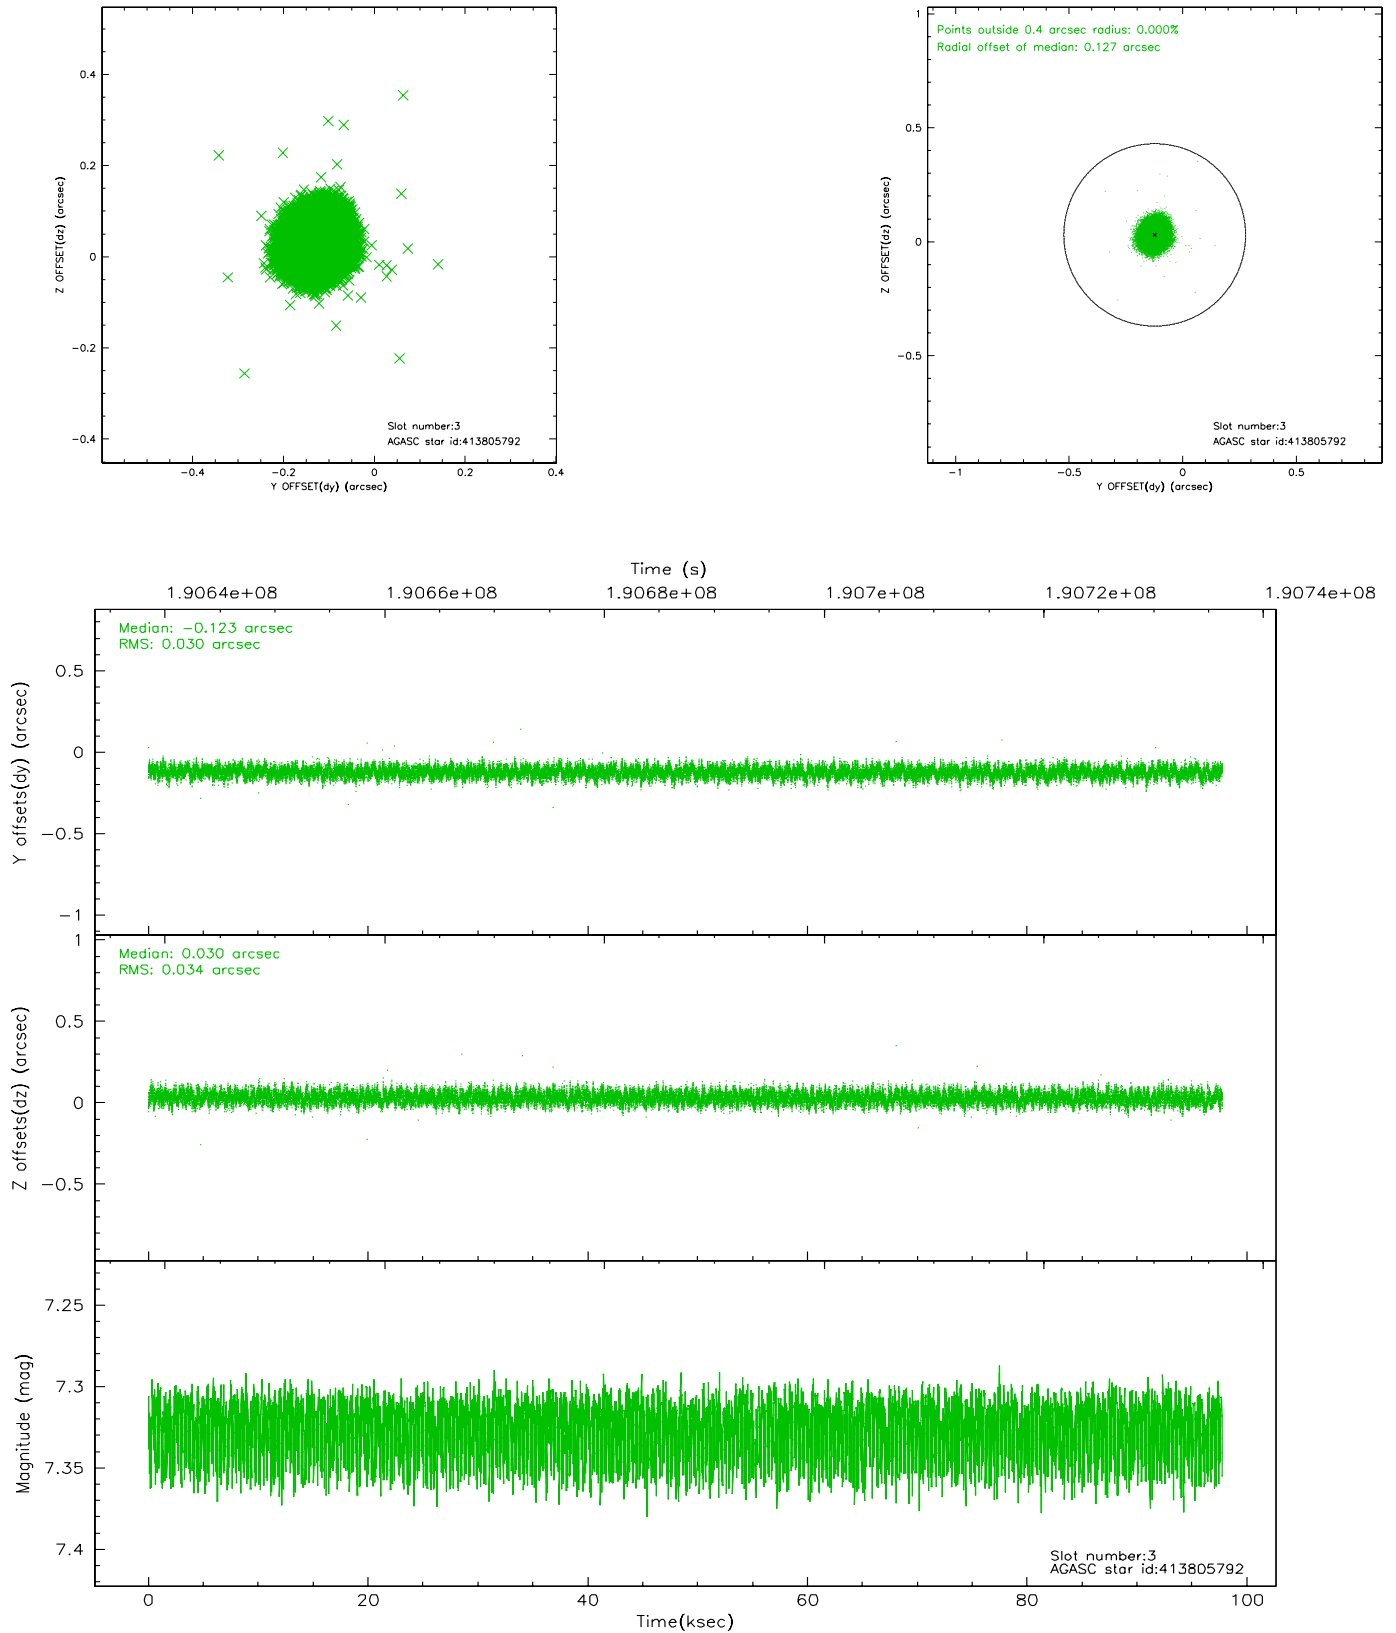 0.4
0.2
0
−0.2
−0.4
Z OFFSET(dz) (arcsec)
Slot number:3
AGASC star id:413805792
−0.4 −0.2 0 0.2 0.4
Y OFFSET(dy) (arcsec)
Points outside 0.4 arcsec radius: 0.000%
Radial offset of median: 0.127 arcsec
1
0.5
0
−0.5
Z OFFSET(dz) (arcsec)
Slot number:3
AGASC star id:413805792
−1 −0.5 0 0.5
Y OFFSET(dy) (arcsec)
Time (s)
1.9064e+08 1.9066e+08 1.9068e+08 1.907e+08 1.9072e+08 1.9074e+08
Median: −0.123 arcsec
RMS: 0.030 arcsec
0.5
0
−0.5
−1
Y offsets(dy) (arcsec)
Median: 0.030 arcsec
RMS: 0.034 arcsec
1
0.5
0
−0.5
Z offsets(dz) (arcsec)
7.25
7.3
7.35
7.4
Magnitude (mag)
Slot number:3
AGASC star id:413805792
0 20 40 60 80 100
Time(ksec)